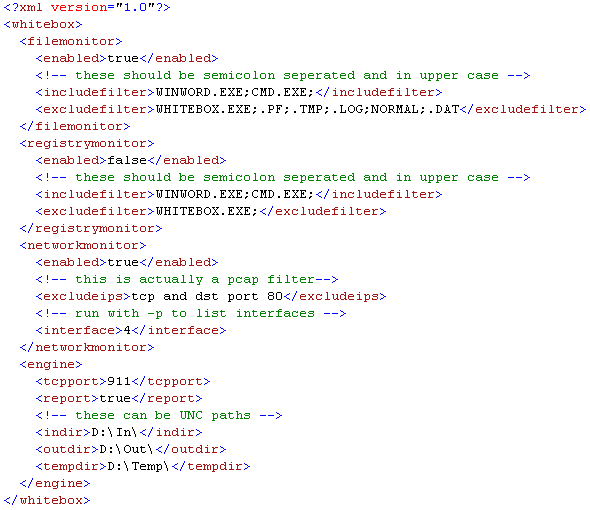 <?xml version="1.0"?>
<whitebox>
<filemonitor>
<enabled>true</enabled>
<!-- these should be semicolon seperated and in upper case -->
<includefilter>WINWORD.EXE;CMD.EXE;</includefilter>
<excludefilter>WHITEBOX.EXE;.PF;.TMP;.LOG;NORMAL;.DAT</excludefilter>
</filemonitor>
<registrymonitor>
<enabled>false</enabled>
<!-- these should be semicolon seperated and in upper case -->
<includefilter>WINWORD.EXE;CMD.EXE;</includefilter>
<excludefilter>WHITEBOX.EXE;</excludefilter>
</registrymonitor>
<networkmonitor>
<enabled>true</enabled>
<!-- this is actually a pcap filter-->
<excludeips>tcp and dst port 80</excludeips>
<!-- run with -p to list interfaces -->
<interface>4</interface>
</networkmonitor>
<engine>
<tcpport>911</tcpport>
<report>true</report>
<!-- these can be UNC paths -->
<indir>D:\In\</indir>
<outdir>D:\Out\</outdir>
<tempdir>D:\Temp\</tempdir>
</engine>
</whitebox>